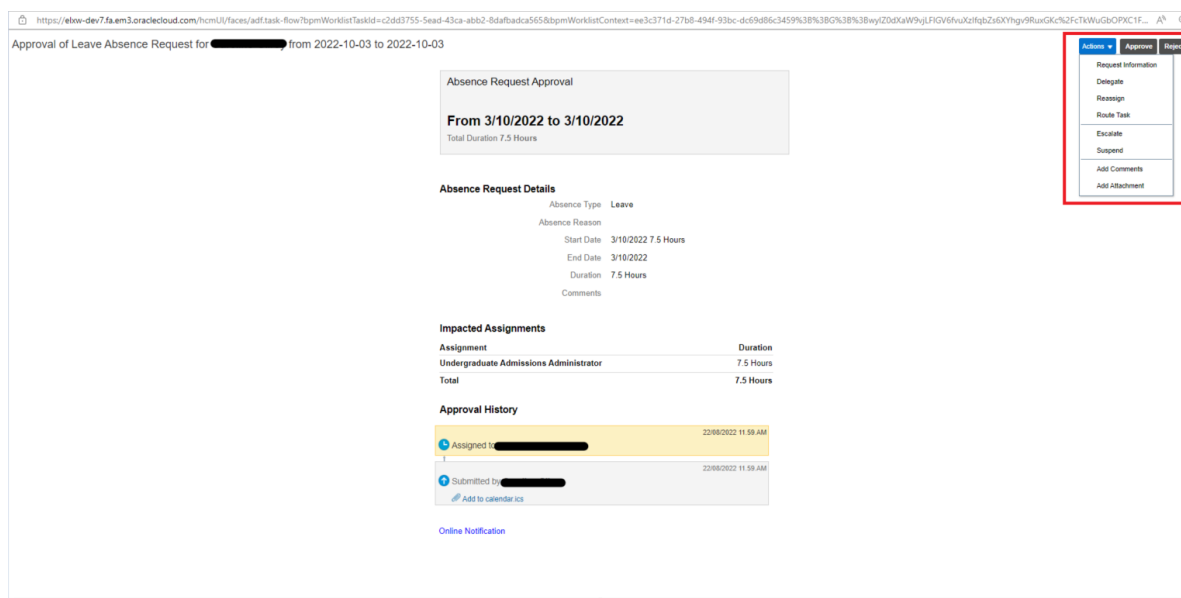 https://elxw-dev7.fa.em3.oraclecloud.com/hcmUI/faces/adf.task-flow?bpmWorklistTaskId=c2dd3755-5ead-43ca-abb2-8dafbadca565&bpmWorklistContext=ee3c371d-27b8-494f-93bc-dc69d86c3459%3B%3BG%3B%3BwylZ0dXaW9vjLFIGV6fvuXzIfqbZs6XYhgv9RuxGKc%2FcTkWuGbOPXC1F...
Approval of Leave Absence Request for from 2022-10-03 to 2022-10-03
Actions Approve Rejec
Request Information
Delegate
Reassign
Route Task
Escalate
Suspend
Add Comments
Add Attachment
Absence Request Approval
From 3/10/2022 to 3/10/2022
Total Duration 7.5 Hours
Absence Request Details
Absence Type Leave
Absence Reason
Start Date 3/10/2022 7.5 Hours
End Date 3/10/2022
Duration 7.5 Hours
Comments
Impacted Assignments
Assignment Duration
Undergraduate Admissions Administrator 7.5 Hours
Total 7.5 Hours
Approval History
22/08/2022 11.59.AM
Assigned to
22/08/2022 11.59.AM
Submitted by
Add to calendar.ics
Online Notification